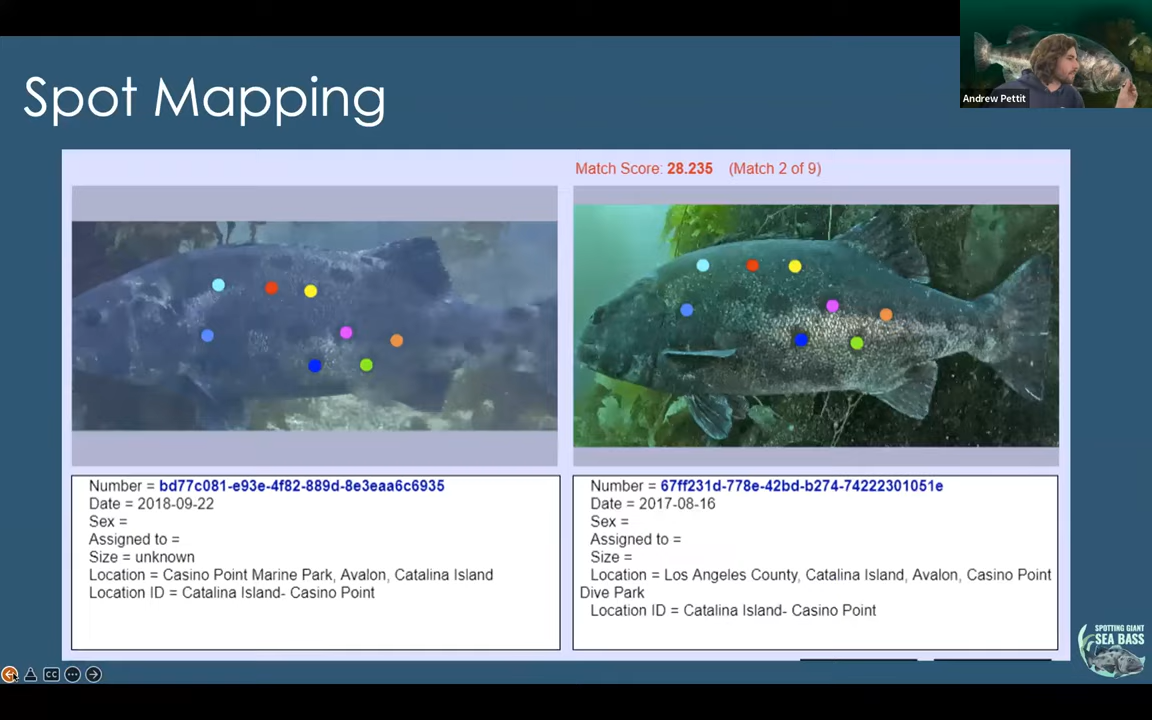 Spot Mapping
Andrew Pettit
Match Score: 28.235 (Match 2 of 9)
Number = bd77c081-e93e-4f82-889d-8e3eaa6c6935
Date = 2018-09-22
Sex =
Assigned to =
Size = unknown
Location = Casino Point Marine Park, Avalon, Catalina Island
Location ID = Catalina Island- Casino Point
Number = 67ff231d-778e-42bd-b274-74222301051e
Date = 2017-08-16
Sex =
Assigned to =
Size =
Location = Los Angeles County, Catalina Island, Avalon, Casino Point
Dive Park
Location ID = Catalina Island- Casino Point
SPOTTING GIANT
SEA BASS
CC